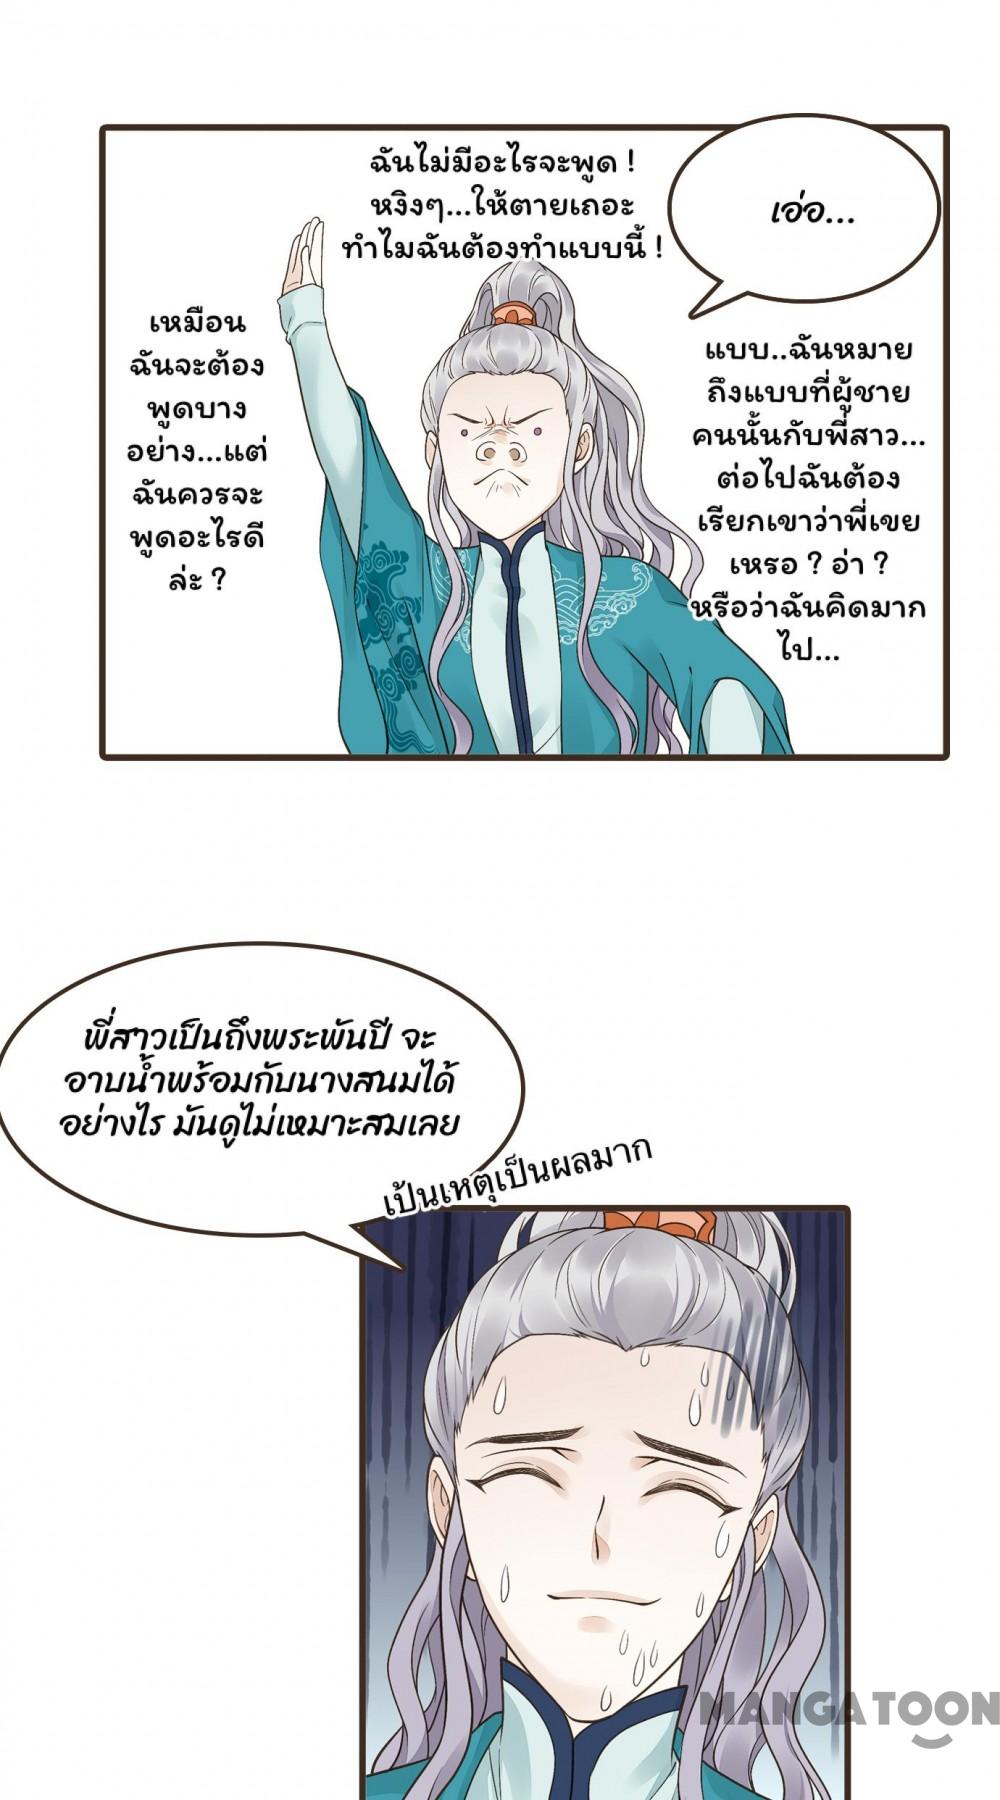 ฉันไม่มีอะไรจะพูด !
หงิงๆ...ให้ตายเถอะ
ทำไมฉันต้องทำแบบนี้ !
เอ่อ...
เหมือน
ฉันจะต้อง
พูดบาง
อย่าง...แต่
ฉันควรจะ
พูดอะไรดี
ล่ะ ?
แบบ..ฉันหมาย
ถึงแบบที่ผู้ชาย
คนนั้นกับพี่สาว...
ต่อไปฉันต้อง
เรียกเขาว่าพี่เขย
เหรอ ? อ่า ?
หรือว่าฉันคิดมาก
ไป...
พี่สาวเป็นถึงพระพันปี จะ
อาบน้ำพร้อมกับนางสนมได้
อย่างไร มันดูไม่เหมาะสมเลย
เป้นเหตุเป็นผลมาก
MANGATOON